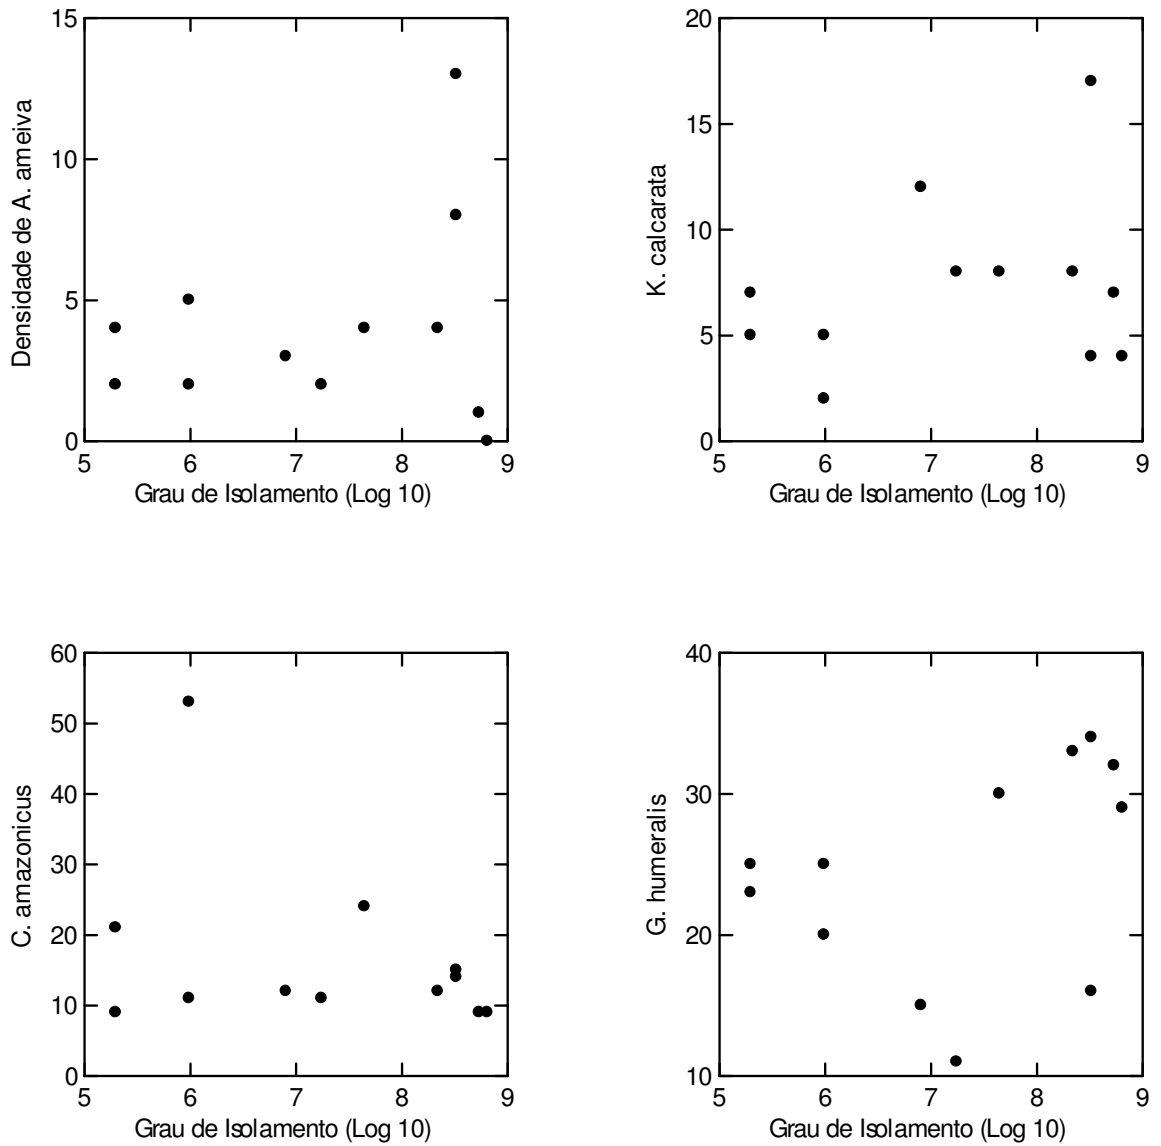 Densidade de A. ameiva
15
10
5
0
5 6 7 8 9
Grau de Isolamento (Log 10)
K. calcarata
20
15
10
5
0
5 6 7 8 9
Grau de Isolamento (Log 10)
C. amazonicus
60
50
40
30
20
10
0
5 6 7 8 9
Grau de Isolamento (Log 10)
G. humeralis
40
30
20
10
5 6 7 8 9
Grau de Isolamento (Log 10)